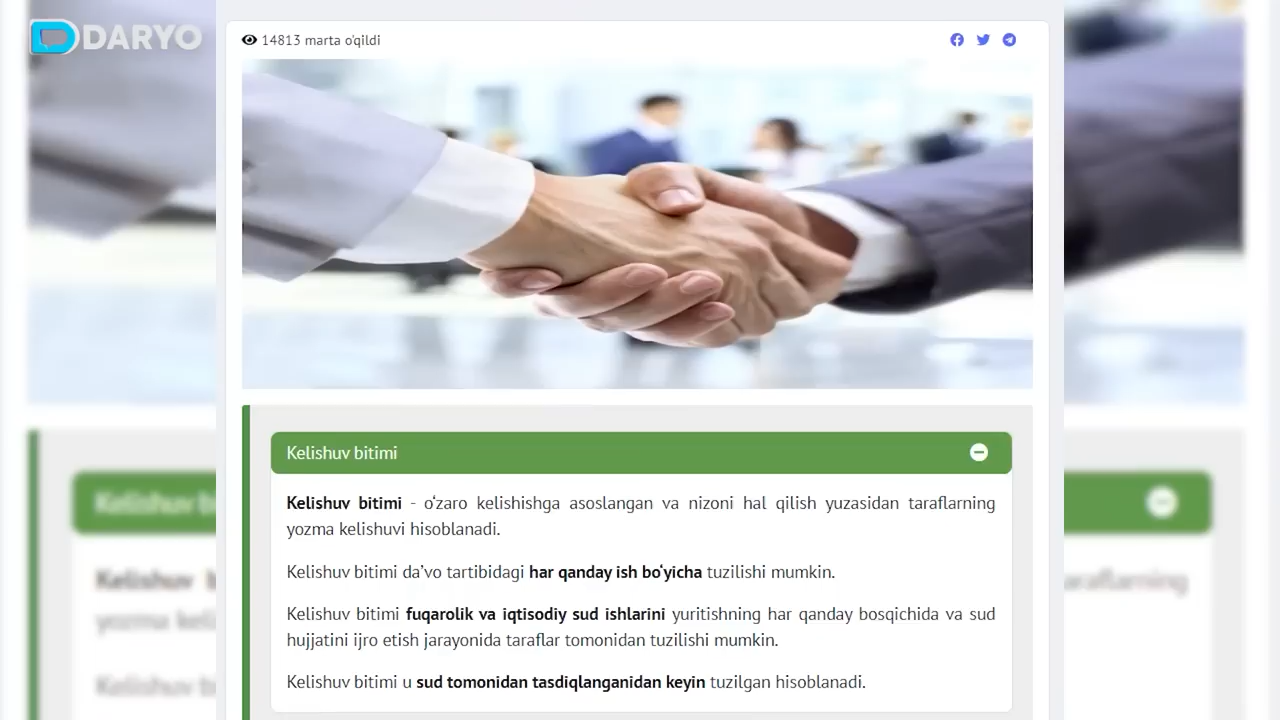 DARYO
14813 marta o'qildi
Kelishuv bitimi
Kelishuv bitimi - o‘zaro kelishishga asoslangan va nizoni hal qilish yuzasidan taraflarning
yozma kelishuvi hisoblanadi.
Kelishuv bitimi da’vo tartibidagi har qanday ish bo‘yicha tuzilishi mumkin.
Kelishuv bitimi fuqarolik va iqtisodiy sud ishlarini yuritishning har qanday bosqichida va sud
hujjatini ijro etish jarayonida taraflar tomonidan tuzilishi mumkin.
Kelishuv bitimi u sud tomonidan tasdiqlanganidan keyin tuzilgan hisoblanadi.